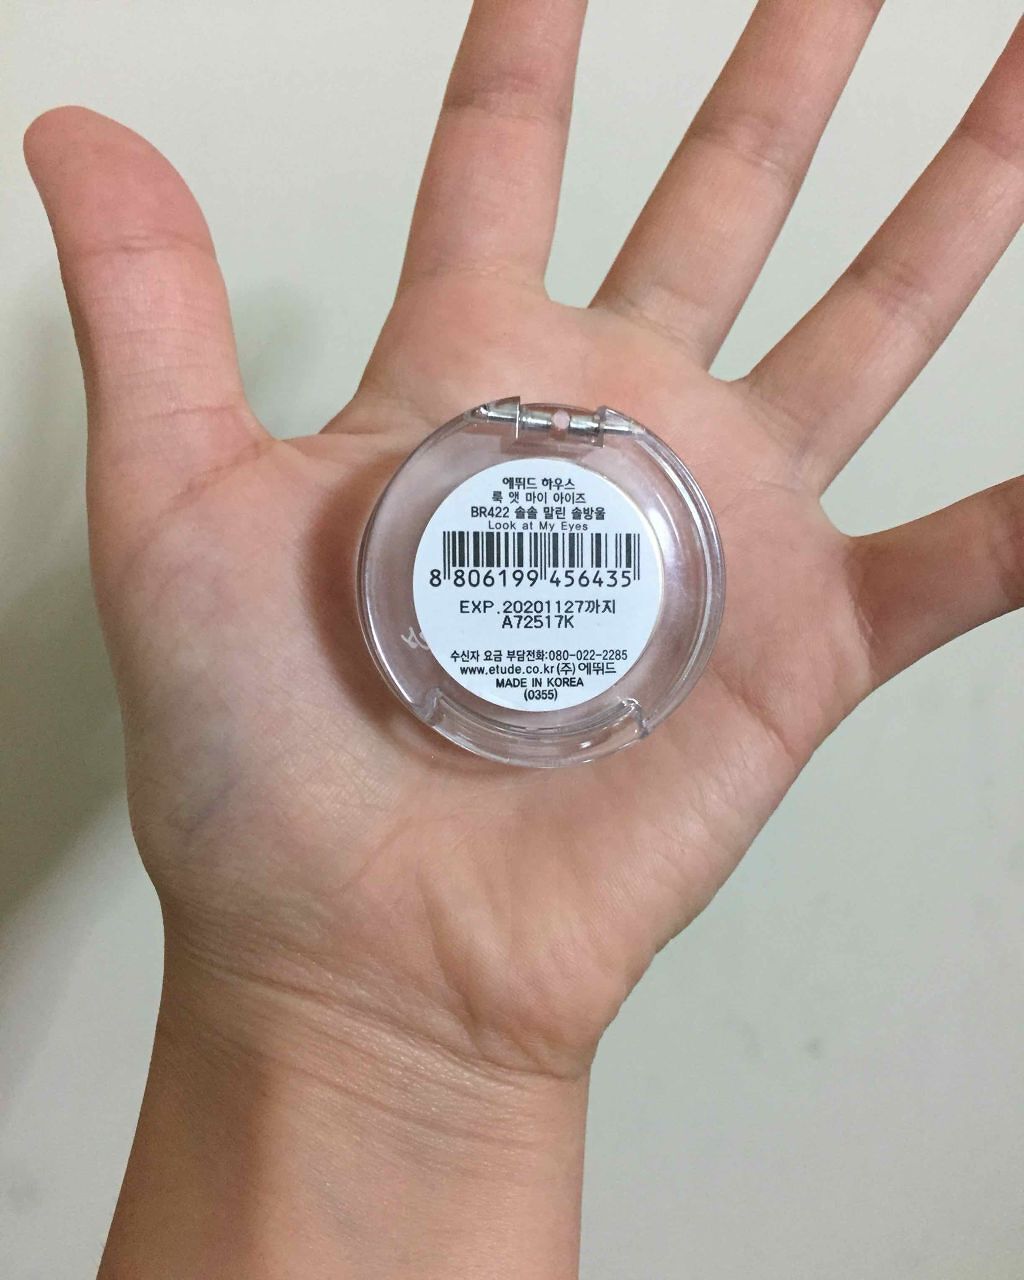 에뛰드 하우스
룩 앳 마이 아이즈
BR422 솔솔 말린 솔방울
Look at My Eyes
8 806199 456435
EXP.20201127까지
A72517K
수신자 요금 부담전화:080-022-2285
www.etude.co.kr (주)에뛰드
MADE IN KOREA
(0355)